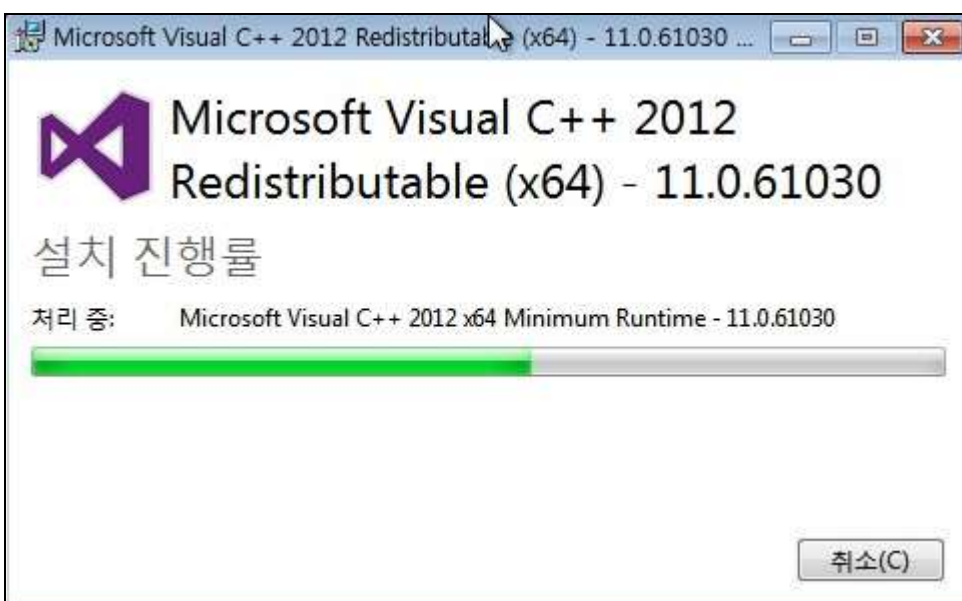 Microsoft Visual C++ 2012 Redistributable (x64) - 11.0.61030 ...
Microsoft Visual C++ 2012
Redistributable (x64) - 11.0.61030
설치 진행률
처리 중: Microsoft Visual C++ 2012 x64 Minimum Runtime - 11.0.61030
취소(C)